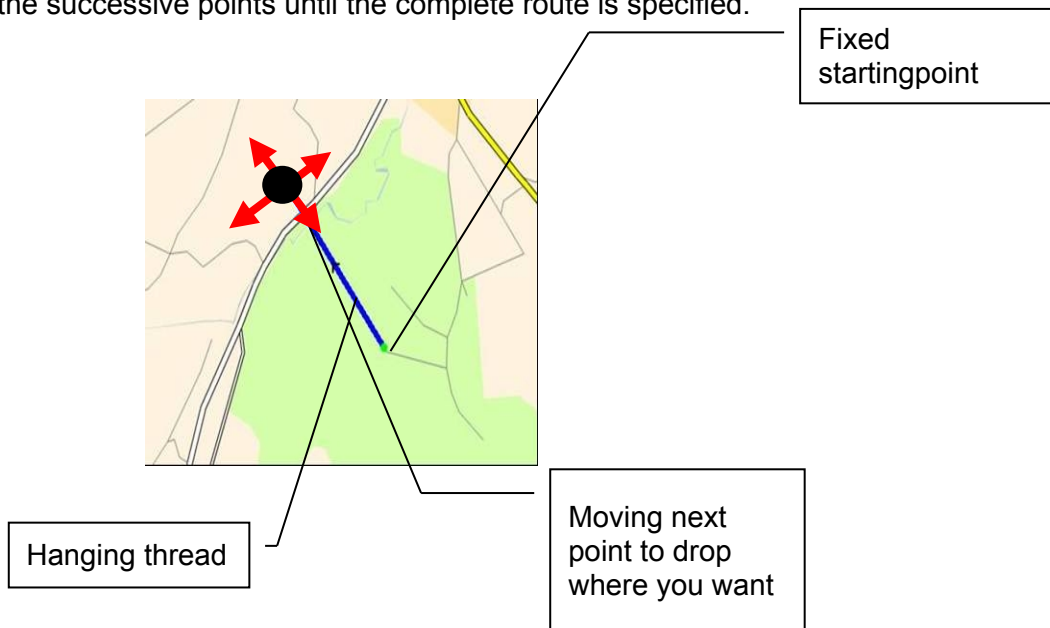 the successive points until the complete route is specified.
Fixed
startingpoint
Hanging thread
Moving next
point to drop
where you want